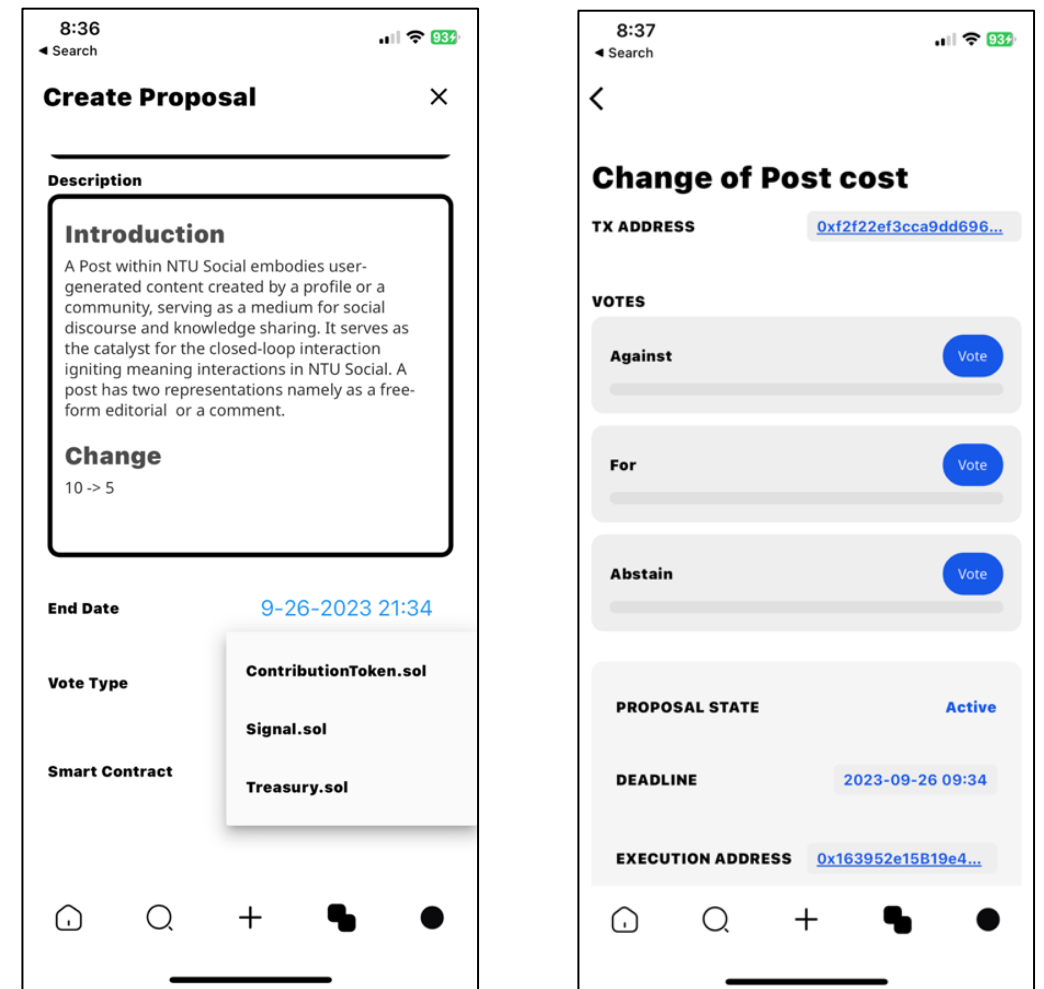 8:36
◀ Search
93
Create Proposal
Description
Introduction
A Post within NTU Social embodies user-
generated content created by a profile or a
community, serving as a medium for social
discourse and knowledge sharing. It serves as
the catalyst for the closed-loop interaction
igniting meaning interactions in NTU Social. A
post has two representations namely as a free-
form editorial or a comment.
Change
10 -> 5
End Date 9-26-2023 21:34
Vote Type
Smart Contract
ContributionToken.sol
Signal.sol
Treasury.sol
8:37
◀ Search
93
Change of Post cost
TX ADDRESS 0xf2f22ef3cca9dd696...
VOTES
Against Vote
For Vote
Abstain Vote
PROPOSAL STATE Active
DEADLINE 2023-09-26 09:34
EXECUTION ADDRESS 0x163952e15B19e4...